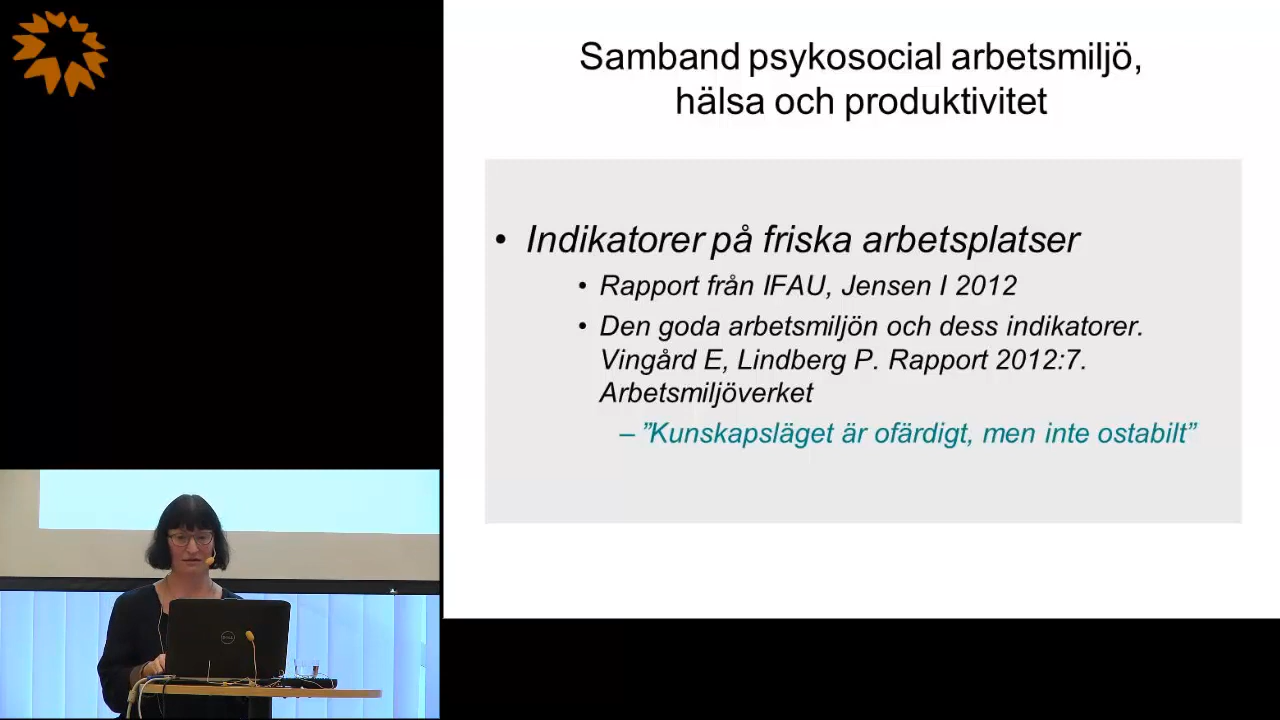 Samband psykosocial arbetsmiljö,
hälsa och produktivitet
• Indikatorer på friska arbetsplatser
• Rapport från IFAU, Jensen I 2012
• Den goda arbetsmiljön och dess indikatorer.
Vingård E, Lindberg P. Rapport 2012:7.
Arbetsmiljöverket
– ”Kunskapsläget är ofärdigt, men inte ostabilt”
DELL